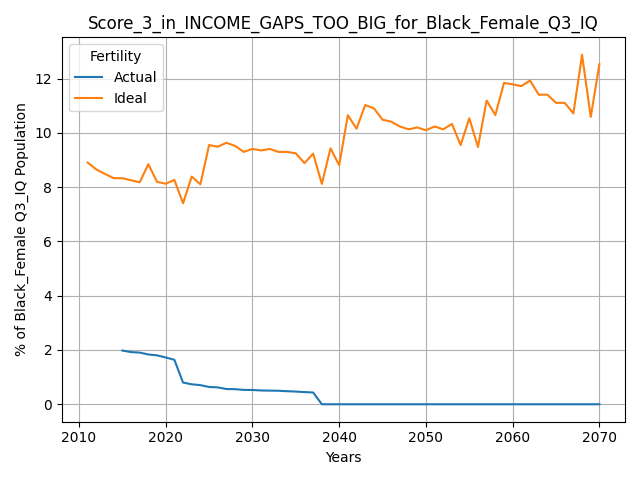 Score_3_in_INCOME_GAPS_TOO_BIG_for_Black_Female_Q3_IQ
Fertility
Actual
Ideal
% of Black_Female Q3_IQ Population
12
10
8
6
4
2
0
2010 2020 2030 2040 2050 2060 2070
Years